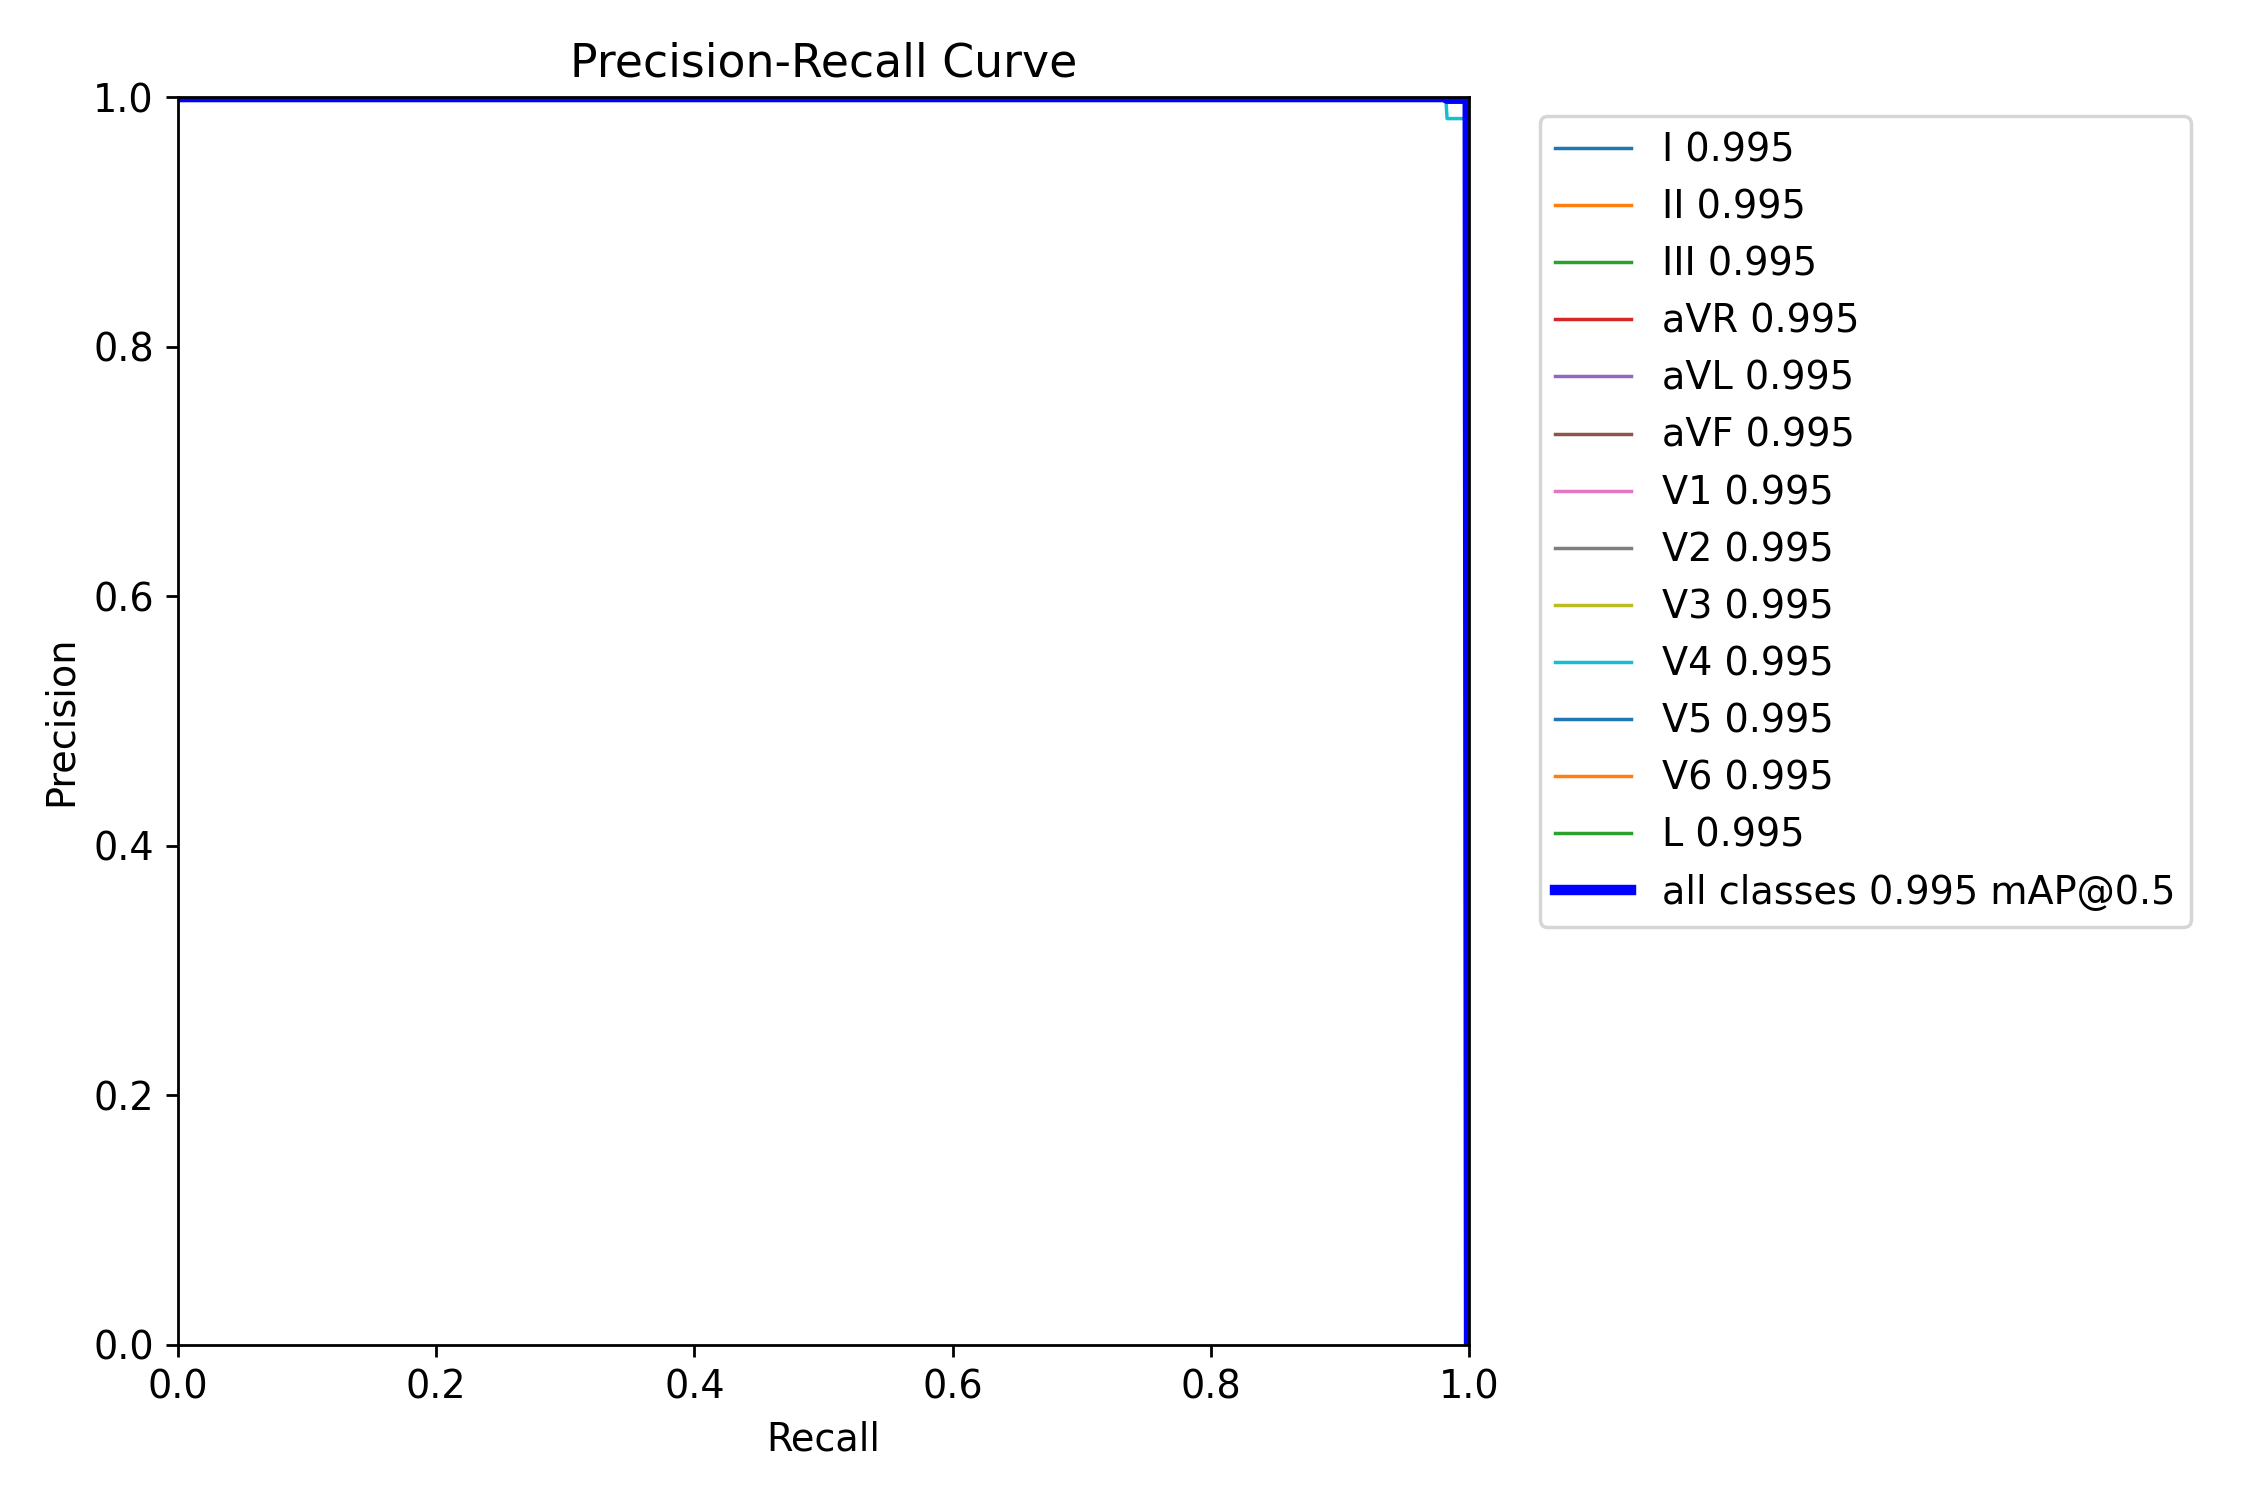 Precision-Recall Curve
1.0
0.8
0.6
0.4
0.2
0.0
Precision
0.0 0.2 0.4 0.6 0.8 1.0
Recall
I 0.995
II 0.995
III 0.995
aVR 0.995
aVL 0.995
aVF 0.995
V1 0.995
V2 0.995
V3 0.995
V4 0.995
V5 0.995
V6 0.995
L 0.995
all classes 0.995 mAP@0.5